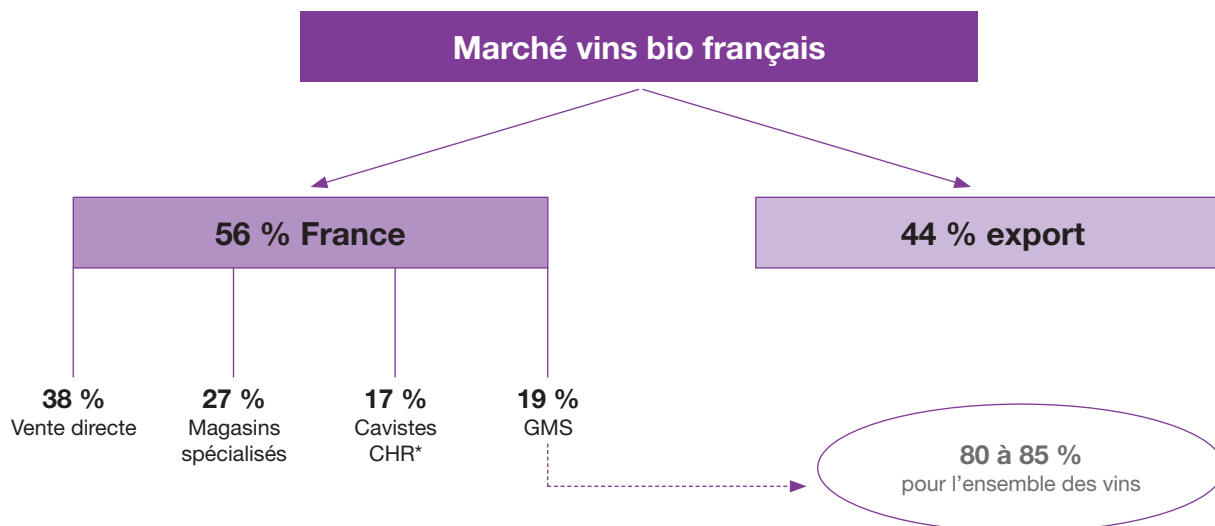 Marché vins bio français
56 % France
44 % export
38 %
Vente directe
27 %
Magasins
spécialisés
17 %
Cavistes
CHR*
19 %
GMS
80 à 85 %
pour l'ensemble des vins